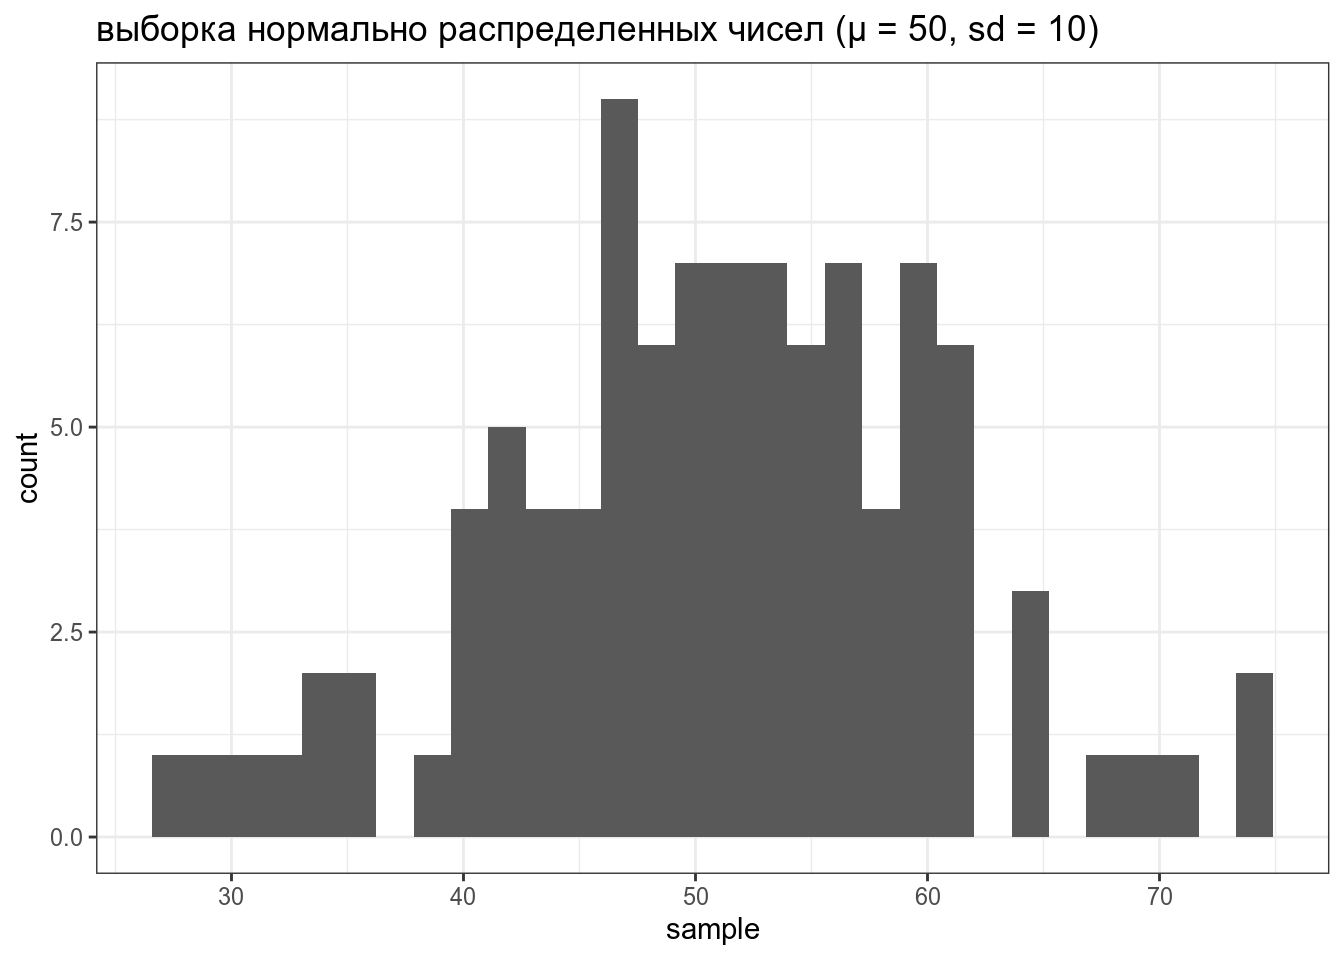 выборка нормально распределенных чисел (μ = 50, sd = 10)
7.5
5.0
2.5
0.0
count
30 40 50 60 70
sample